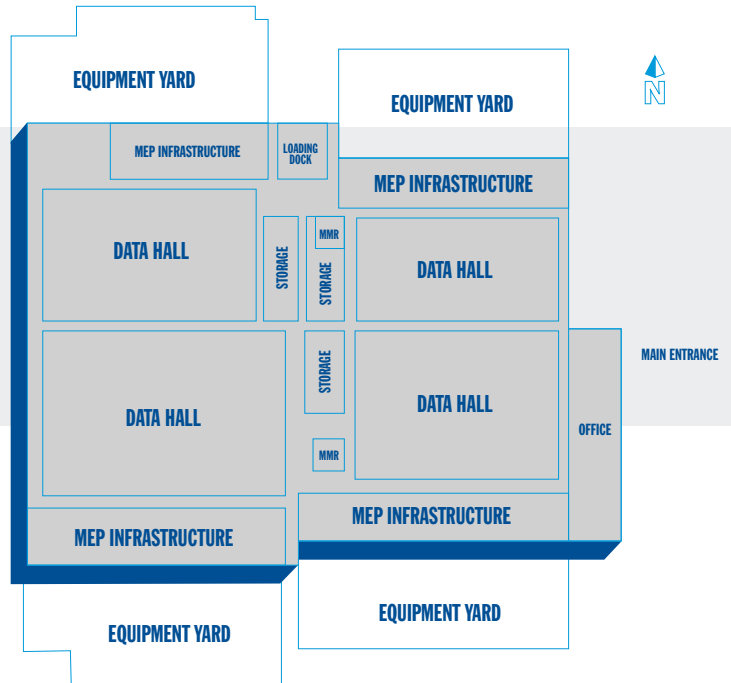 EQUIPMENT YARD
EQUIPMENT YARD
N
MEP INFRASTRUCTURE
LOADING
DOCK
MEP INFRASTRUCTURE
DATA HALL
STORAGE
MMR
STORAGE
DATA HALL
MAIN ENTRANCE
STORAGE
DATA HALL
DATA HALL
OFFICE
MMR
MEP INFRASTRUCTURE
MEP INFRASTRUCTURE
EQUIPMENT YARD
EQUIPMENT YARD